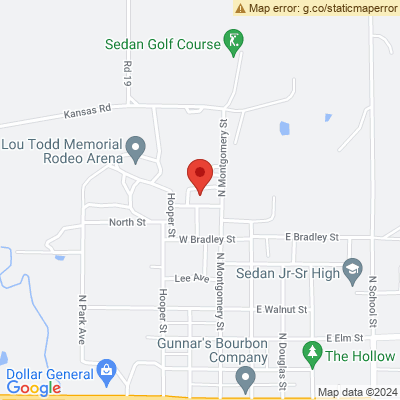 Map error: g.co/staticmaperror
Sedan Golf Course
Rd 19
Kansas Rd
N Montgomery St
Lou Todd Memorial
Rodeo Arena
Hooper St
North St
W Bradley St
E Bradley St
Sedan Jr-Sr High
Lee Ave
N Montgomery St
N School St
N Park Ave
Hooper St
E Walnut St
N Douglas St
E Elm St
Gunnar's Bourbon
Company
The Hollow
Dollar General
Google
Map data ©2024